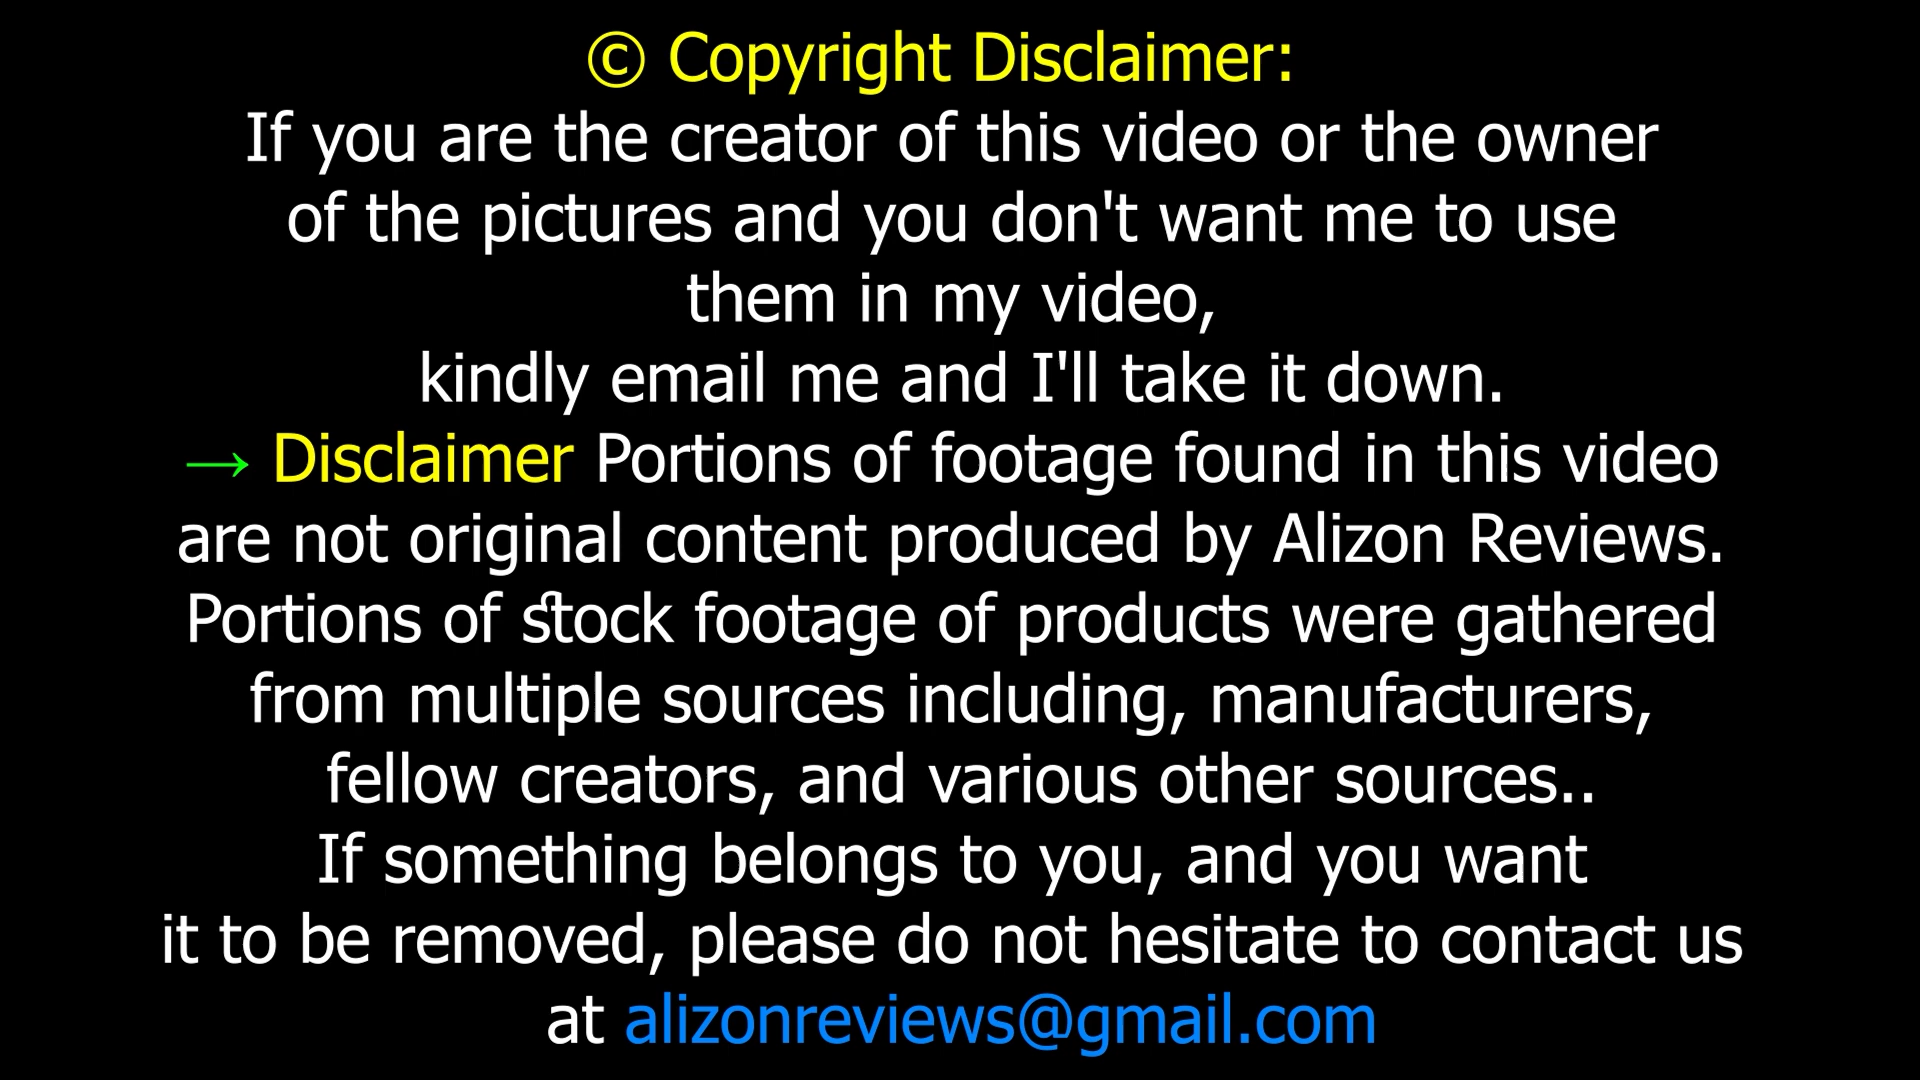 © Copyright Disclaimer:
If you are the creator of this video or the owner
of the pictures and you don't want me to use
them in my video,
kindly email me and I'll take it down.
→ Disclaimer Portions of footage found in this video
are not original content produced by Alizon Reviews.
Portions of stock footage of products were gathered
from multiple sources including, manufacturers,
fellow creators, and various other sources..
If something belongs to you, and you want
it to be removed, please do not hesitate to contact us
at alizonreviews@gmail.com